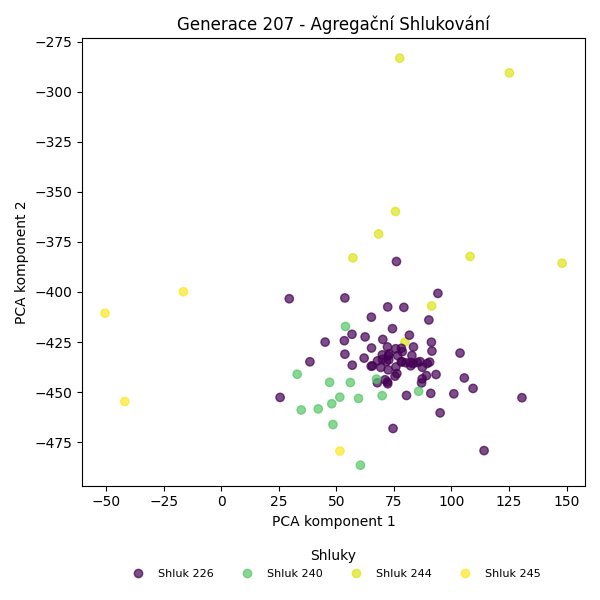 Generace 207 - Agregační Shlukování
PCA komponent 2
−275
−300
−325
−350
−375
−400
−425
−450
−475
−50
−25
0
25
50
75
100
125
150
PCA komponent 1
Shluky
Shluk 226
Shluk 240
Shluk 244
Shluk 245